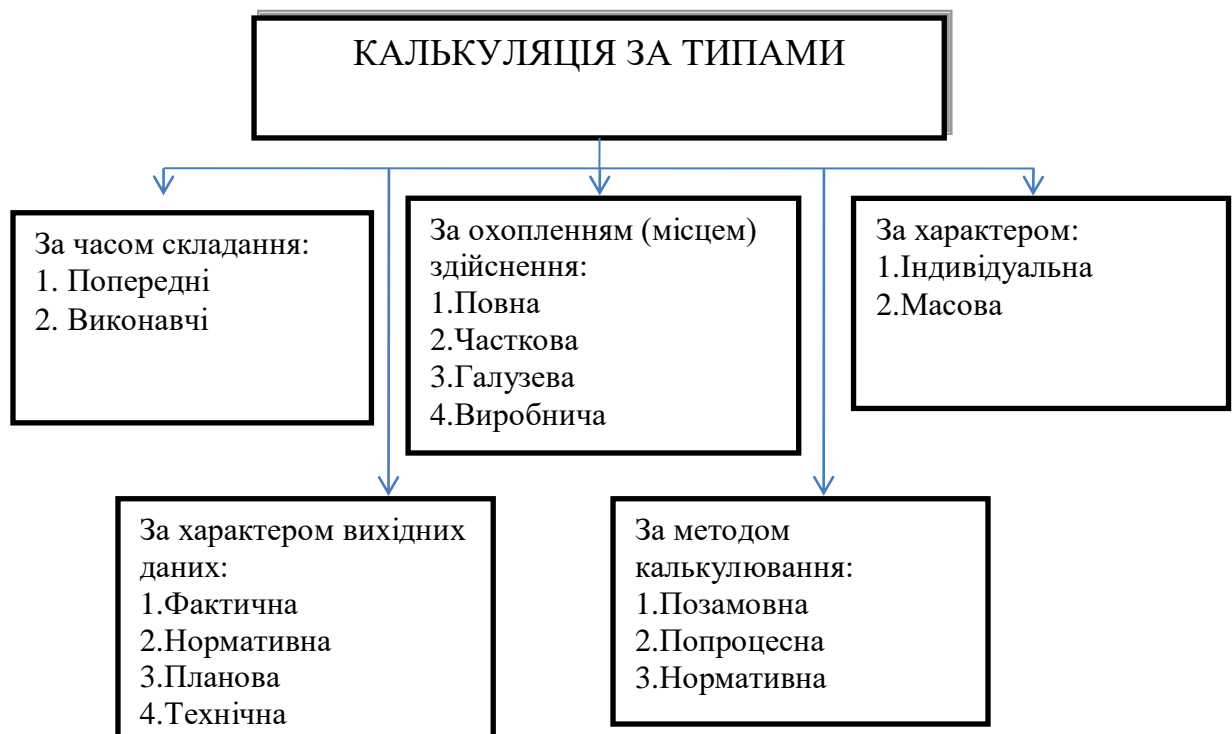 КАЛЬКУЛЯЦІЯ ЗА ТИПАМИ
За часом складання:
1. Попередні
2. Виконавчі
За охопленням (місцем)
здійснення:
1.Повна
2.Часткова
3.Галузева
4.Виробнича
За характером:
1.Індивідуальна
2.Масова
За характером вихідних
даних:
1.Фактична
2.Нормативна
3.Планова
4.Технічна
За методом
калькулювання:
1.Позамовна
2.Попроцесна
3.Нормативна